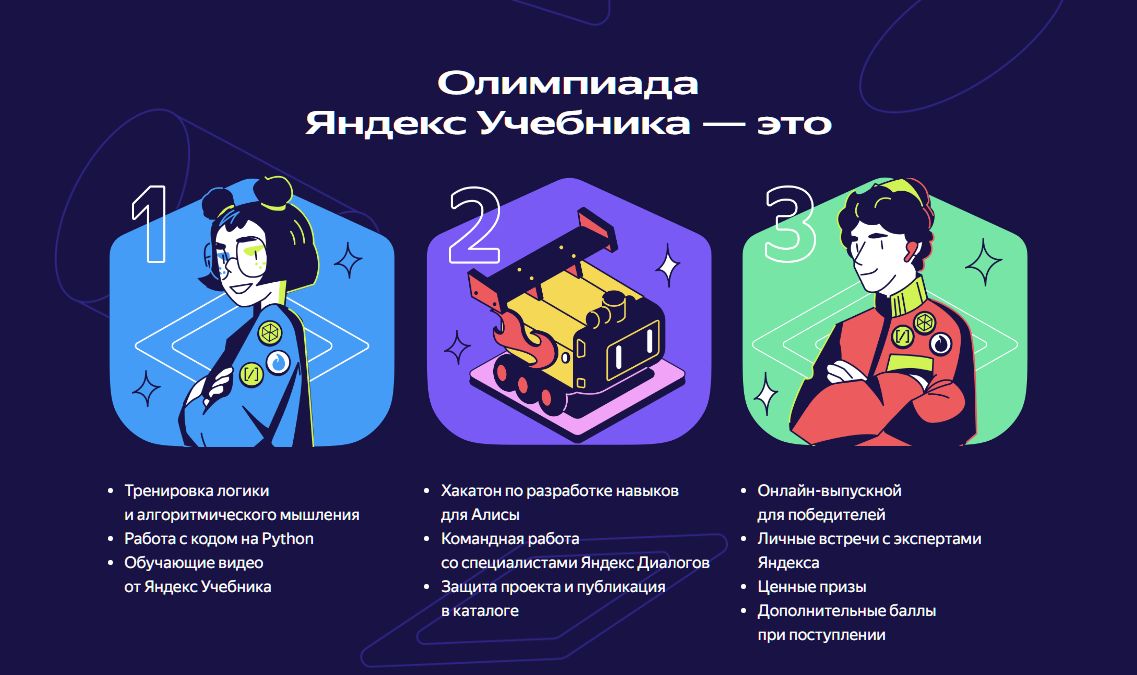 Олимпиада
Яндекс Учебника — это
1
2
3
• Тренировка логики
и алгоритмического мышления
• Работа с кодом на Python
• Обучающие видео
от Яндекс Учебника
• Хакатон по разработке навыков
для Алисы
• Командная работа
со специалистами Яндекс Диалогов
• Защита проекта и публикация
в каталоге
• Онлайн-выпускной
для победителей
• Личные встречи с экспертами
Яндекса
• Ценные призы
• Дополнительные баллы
при поступлении